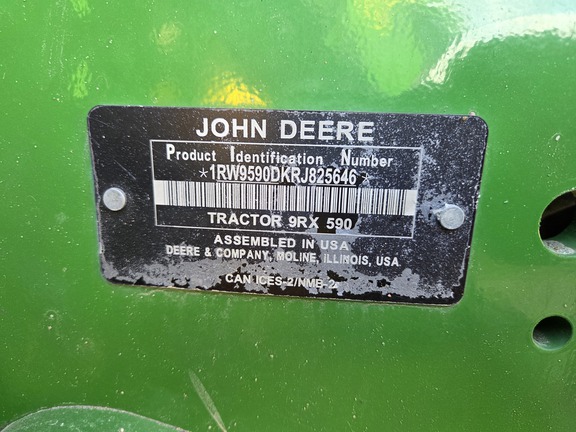 JOHN DEERE
Product Identification Number
*1RW9590DKRJ825646*
TRACTOR 9RX 590
ASSEMBLED IN USA
DEERE & COMPANY, MOLINE, ILLINOIS, USA
CAN ICES-2/NMB-2